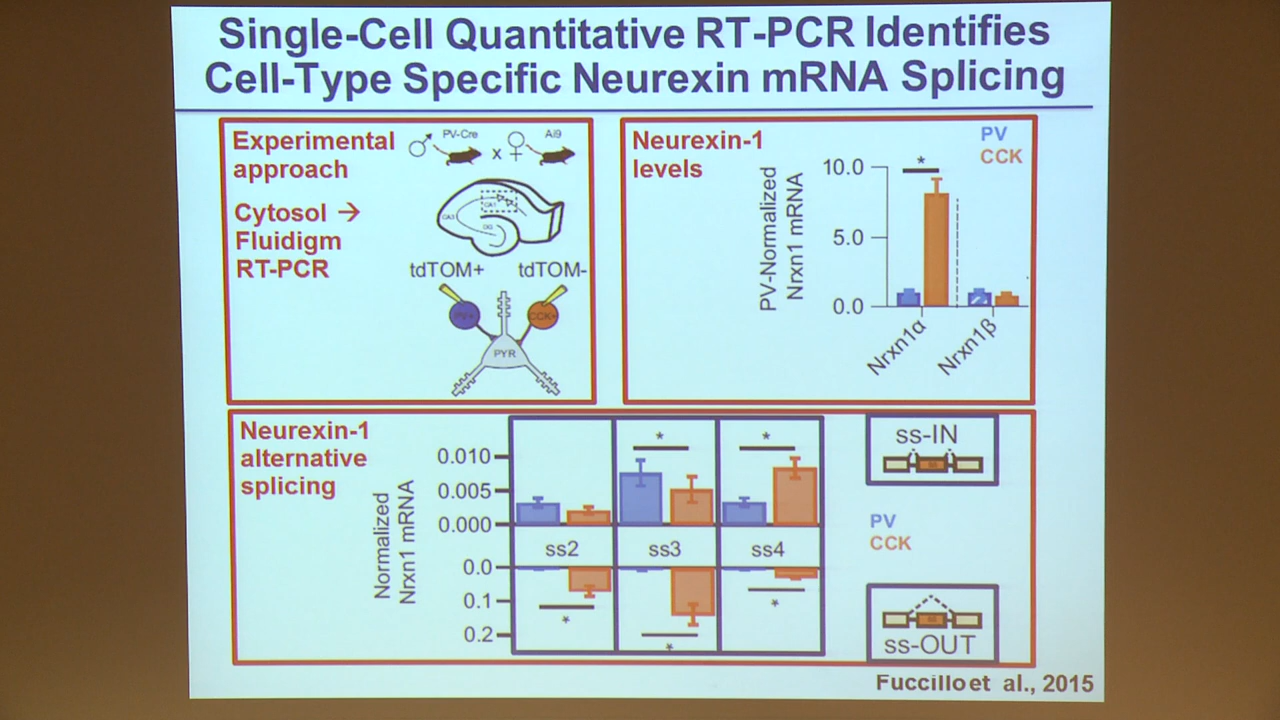 Single-Cell Quantitative RT-PCR Identifies
Cell-Type Specific Neurexin mRNA Splicing
Experimental
approach
Cytosol →
Fluidigm
RT-PCR
♂ PV-Cre x ♀ Ai9
CA1
CA3
DG
tdTOM+ tdTOM-
PV+ CCK+
PYR
Neurexin-1
levels
PV
CCK
PV-Normalized
Nrxn1 mRNA
10.0
5.0
0.0
*
Nrxn1α Nrxn1β
Neurexin-1
alternative
splicing
Normalized
Nrxn1 mRNA
0.010
0.005
0.000
* *
ss2 ss3 ss4
0.0
0.1
0.2
* * *
ss-IN
PV
CCK
ss-OUT
Fuccillo et al., 2015